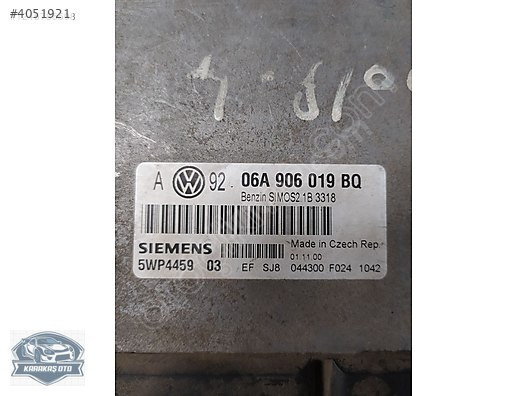 #4051921
A 92 06A 906 019 BQ
Benzin SIMOS2 1B 3318
SIEMENS
Made in Czech Rep.
01.11.00
5WP4459 03 EF SJ8 044300 F024 1042
KARAKAŞ OTO